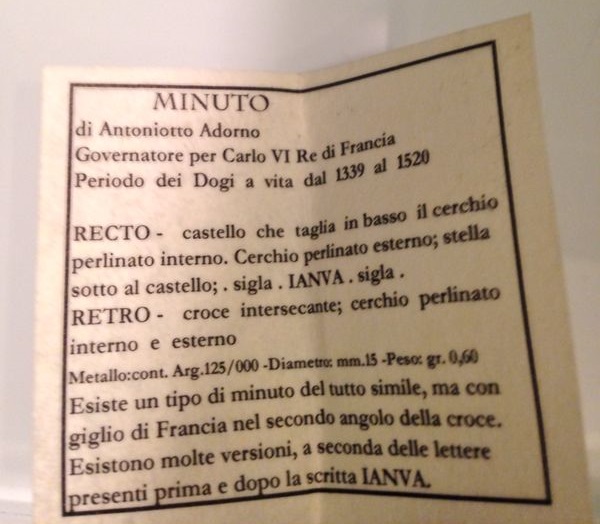 MINUTO
di Antoniotto Adorno
Governatore per Carlo VI Re di Francia
Periodo dei Dogi a vita dal 1339 al 1520
RECTO - castello che taglia in basso il cerchio
perlinato interno. Cerchio perlinato esterno; stella
sotto al castello; . sigla . IANVA . sigla .
RETRO - croce intersecante; cerchio perlinato
interno e esterno
Metallo:cont. Arg.125/000 -Diametro: mm.15 -Peso: gr. 0,60
Esiste un tipo di minuto del tutto simile, ma con
giglio di Francia nel secondo angolo della croce.
Esistono molte versioni, a seconda delle lettere
presenti prima e dopo la scritta IANVA.